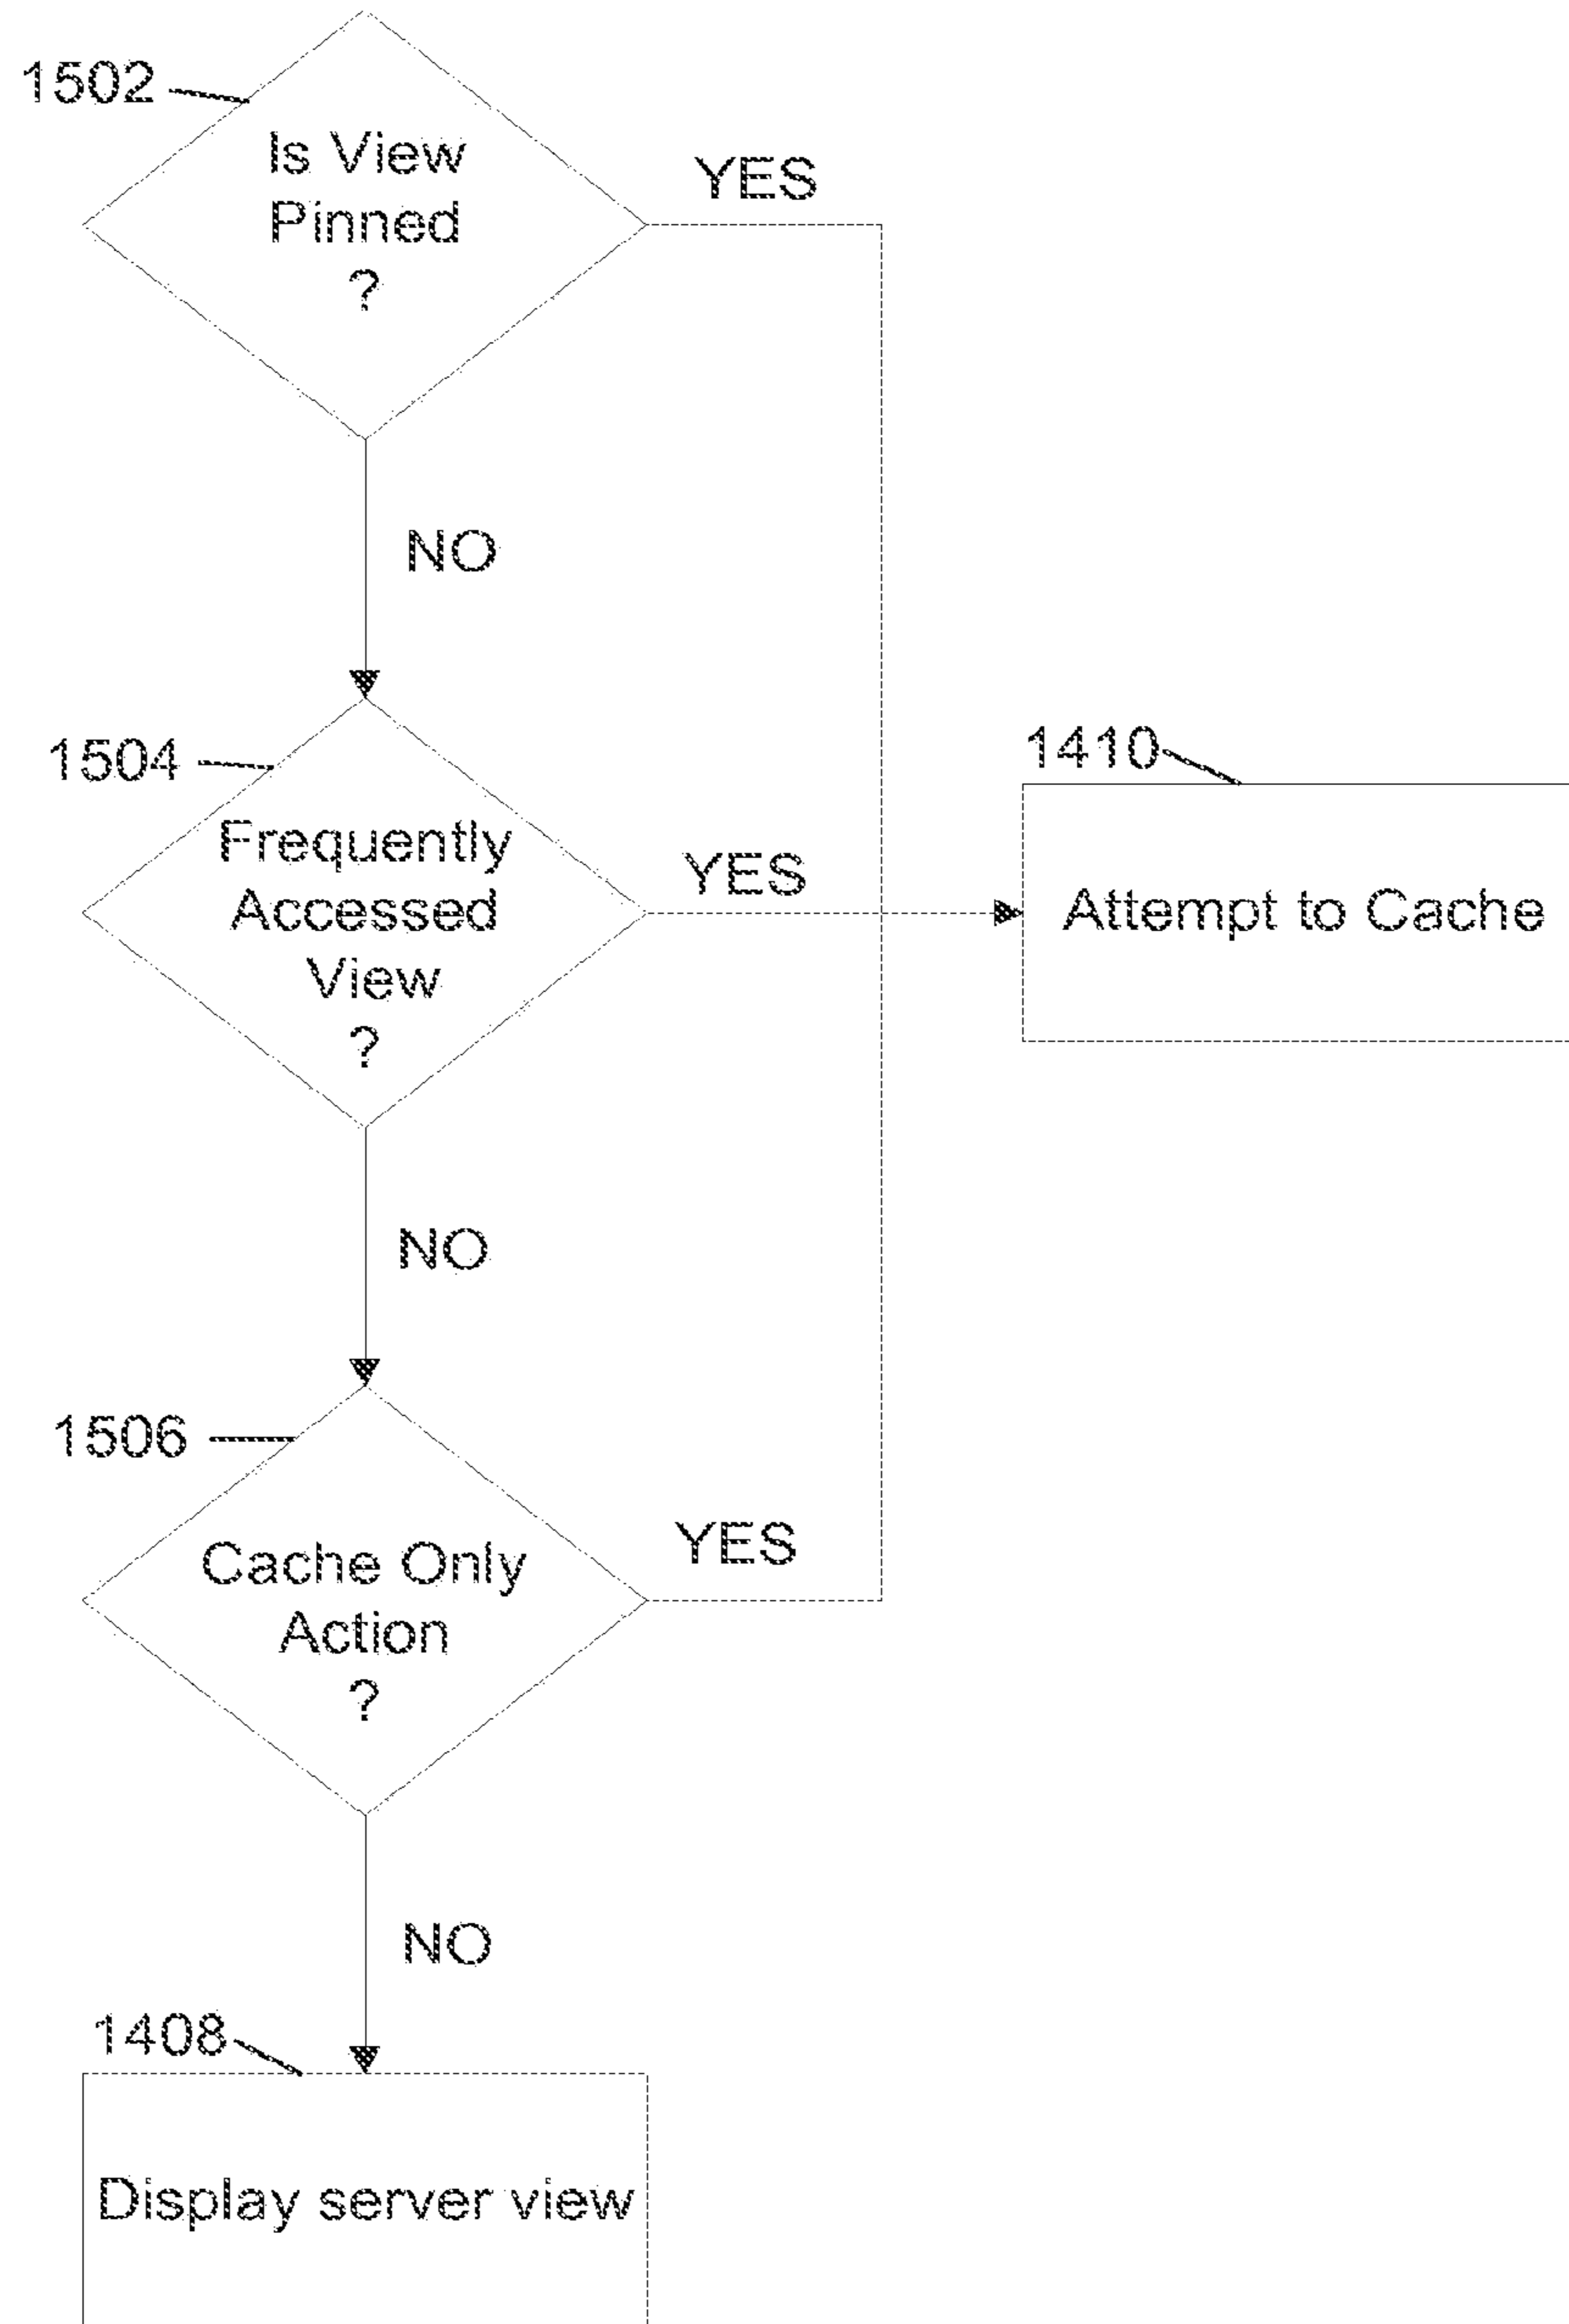 1502
Is View
Pinned
?
YES
NO
1504
Frequently
Accessed
View
?
YES
1410
Attempt to Cache
NO
1506
Cache Only
Action
?
YES
NO
1408
Display server view